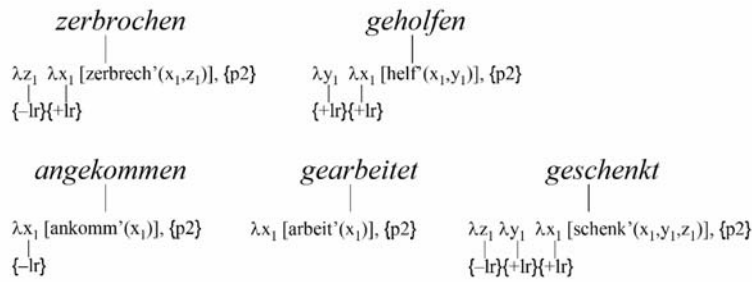 zerbrochen geholfen
λz₁ λx₁ [zerbrech’(x₁,z₁)], {p2} λy₁ λx₁ [helf’(x₁,y₁)], {p2}
{–lr}{+lr} {+lr}{+lr}
angekommen gearbeitet geschenkt
λx₁ [ankomm’(x₁)], {p2} λx₁ [arbeit’(x₁)], {p2} λz₁ λy₁ λx₁ [schenk’(x₁,y₁,z₁)], {p2}
{–lr} {–lr}{+lr}{+lr}